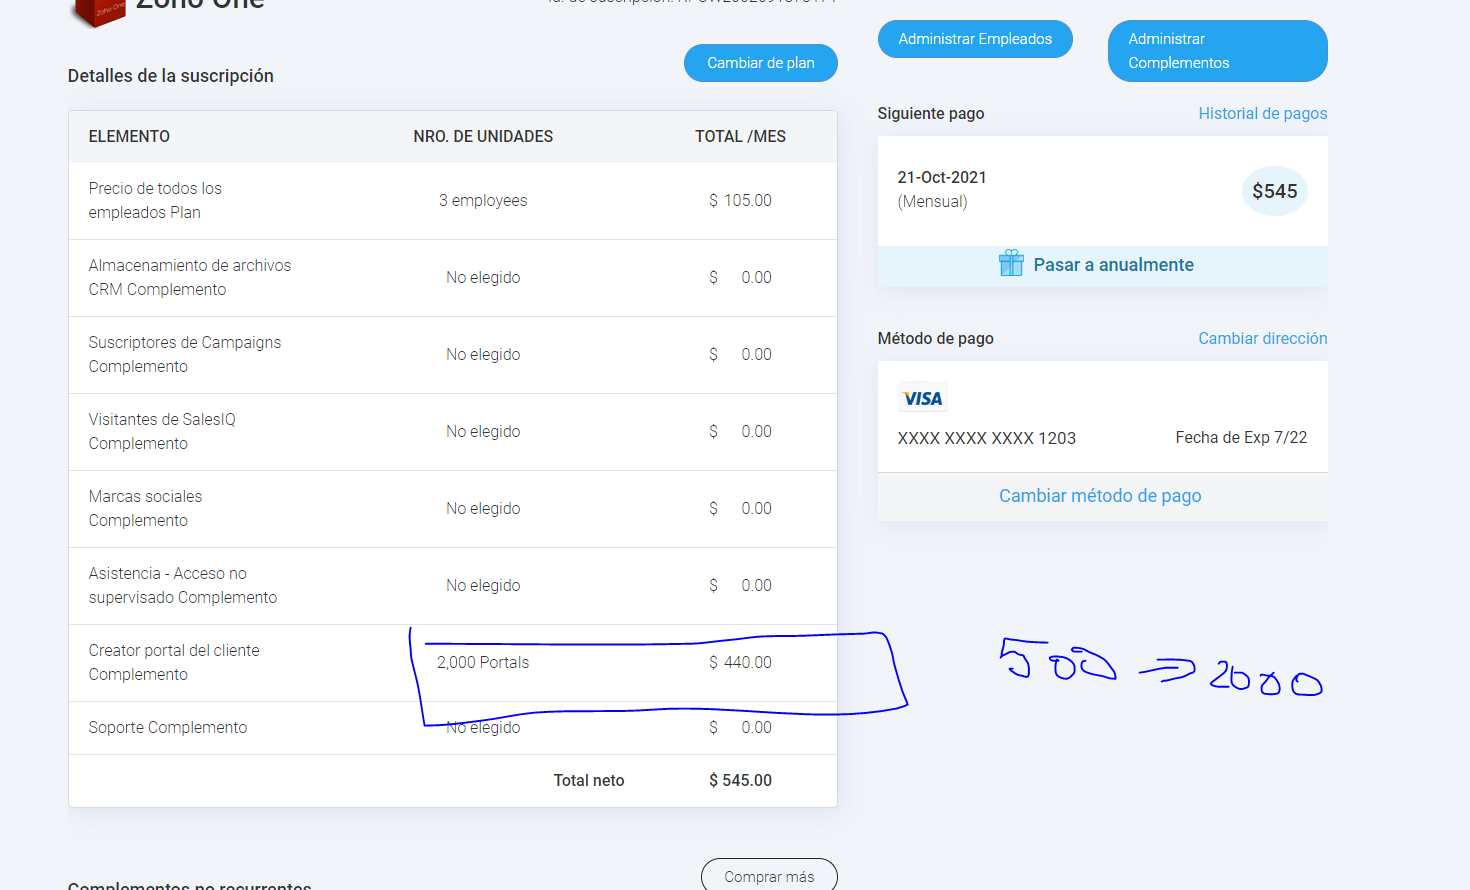 Zoho One
Administrar Empleados
Administrar
Complementos
Cambiar de plan
Detalles de la suscripción
Siguiente pago
Historial de pagos
ELEMENTO NRO. DE UNIDADES TOTAL /MES
21-Oct-2021
(Mensual)
$545
Pasar a anualmente
Precio de todos los
empleados Plan
3 employees
$ 105.00
Almacenamiento de archivos
CRM Complemento
No elegido
$ 0.00
Suscriptores de Campaigns
Complemento
No elegido
$ 0.00
Visitantes de SalesIQ
Complemento
No elegido
$ 0.00
Marcas sociales
Complemento
No elegido
$ 0.00
Asistencia - Acceso no
supervisado Complemento
No elegido
$ 0.00
Creator portal del cliente
Complemento
2,000 Portals
$ 440.00
Soporte Complemento
No elegido
$ 0.00
Total neto $ 545.00
Método de pago
Cambiar dirección
VISA
XXXX XXXX XXXX 1203
Fecha de Exp 7/22
Cambiar método de pago
500 => 2000
Complementos no recurrentes
Comprar más